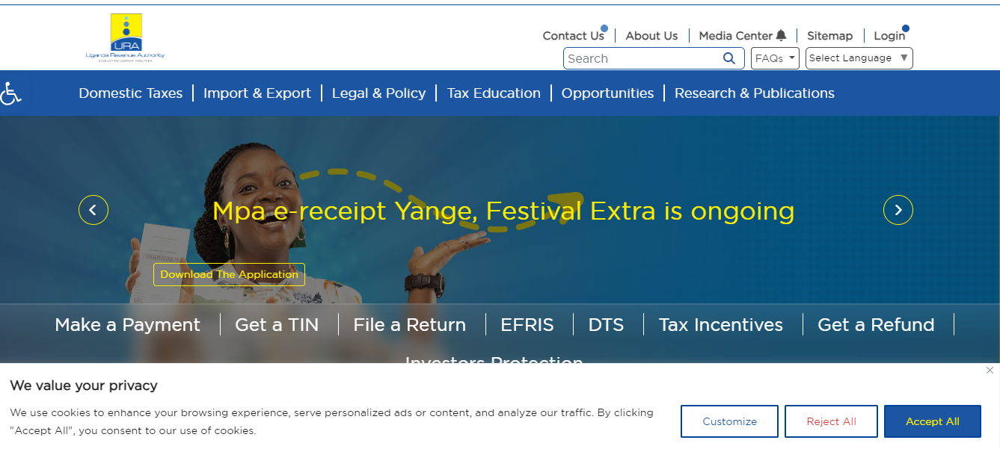 Contact Us About Us Media Center Sitemap Login
URA
Uganda Revenue Authority
DEVELOPING UGANDA TOGETHER
Search FAQs Select Language ▼
Domestic Taxes Import & Export Legal & Policy Tax Education Opportunities Research & Publications
Mpa e-receipt Yange, Festival Extra is ongoing
Download The Application
Make a Payment Get a TIN File a Return EFRIS DTS Tax Incentives Get a Refund
Investors Protection
We value your privacy
We use cookies to enhance your browsing experience, serve personalized ads or content, and analyze our traffic. By clicking
"Accept All", you consent to our use of cookies.
Customize Reject All Accept All